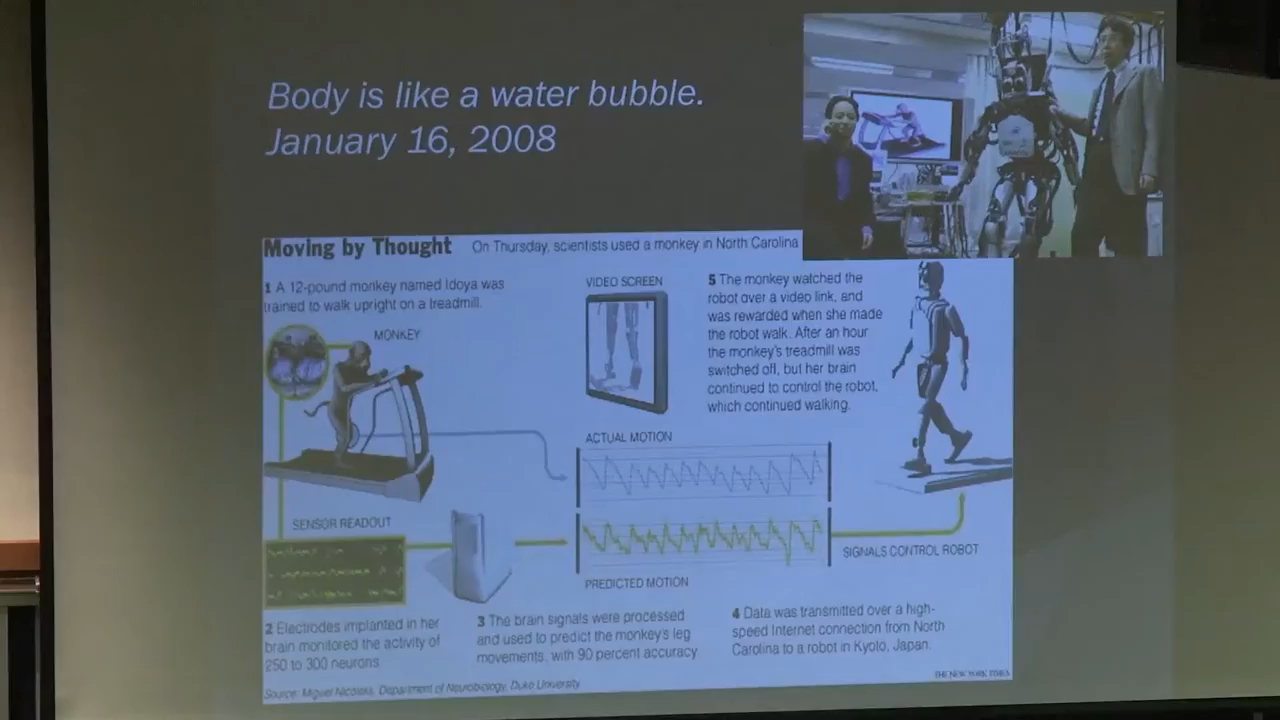 Body is like a water bubble.
January 16, 2008
Moving by Thought
On Thursday, scientists used a monkey in North Carolina
1 A 12-pound monkey named Idoya was
trained to walk upright on a treadmill.
MONKEY
VIDEO SCREEN
5 The monkey watched the
robot over a video link, and
was rewarded when she made
the robot walk. After an hour
the monkey's treadmill was
switched off, but her brain
continued to control the robot,
which continued walking.
ACTUAL MOTION
SENSOR READOUT
PREDICTED MOTION
SIGNALS CONTROL ROBOT
2 Electrodes implanted in her
brain monitored the activity of
250 to 300 neurons
3 The brain signals were processed
and used to predict the monkey's leg
movements, with 90 percent accuracy
4 Data was transmitted over a high-
speed Internet connection from North
Carolina to a robot in Kyoto, Japan.
Source: Miguel Nicolelis, Department of Neurobiology, Duke University
THE NEW YORK TIMES